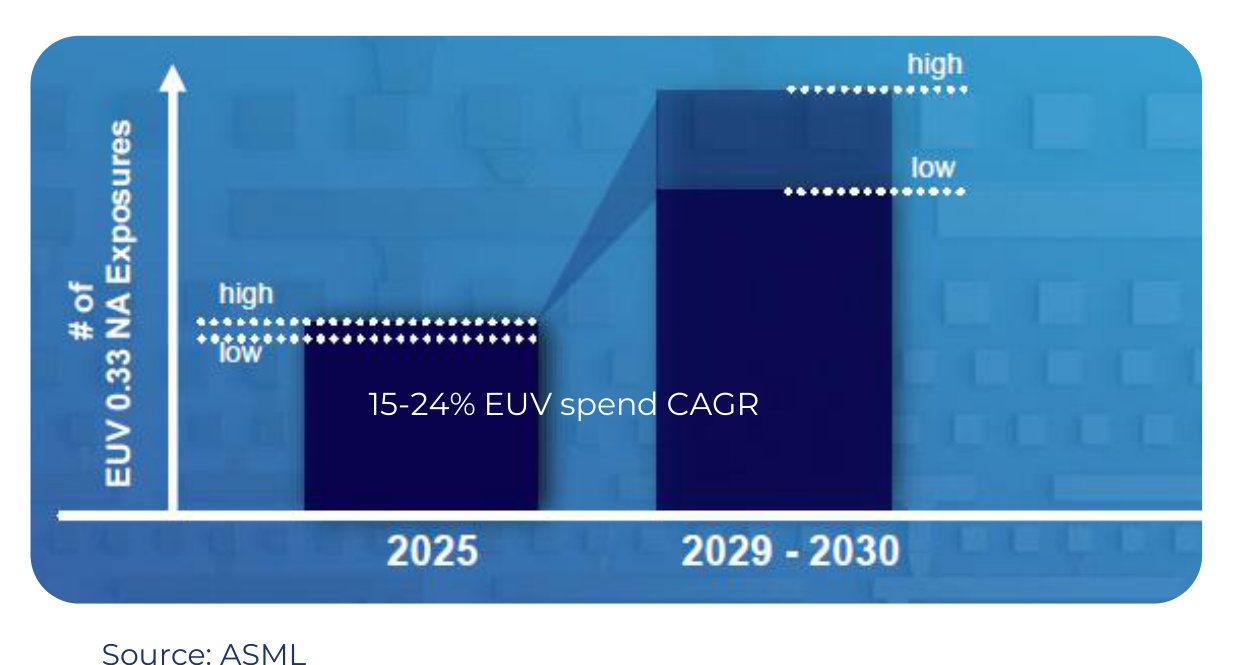 # of
EUV 0.33 NA Exposures
high
low
high
low
15-24% EUV spend CAGR
2025
2029 - 2030
Source: ASML